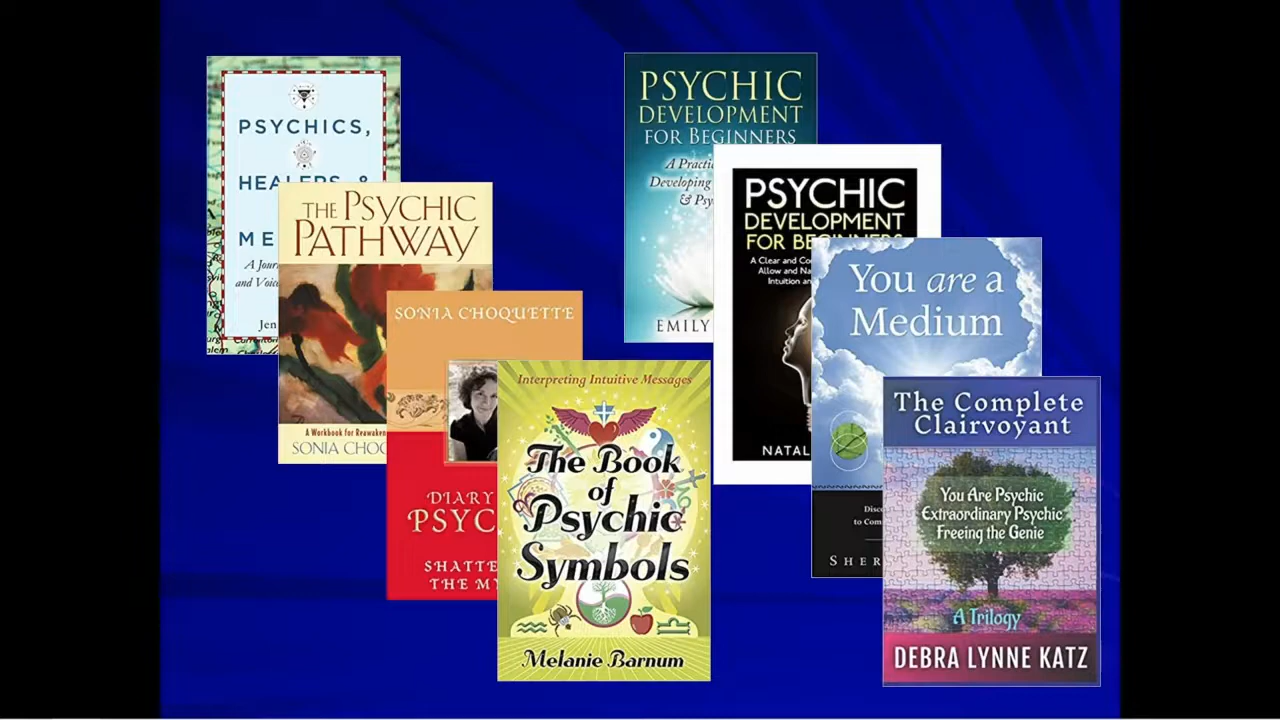 PSYCHICS,
HEALERS, &
ME
A Jour
and Voic
Jen
THE PSYCHIC
PATHWAY
A Workbook for Reawaken
SONIA CHOQ
SONIA CHOQUETTE
DIARY
PSYC
SHATTE
THE MY
Interpreting Intuitive Messages
The Book
of
Psychic
Symbols
Melanie Barnum
PSYCHIC
DEVELOPMENT
FOR BEGINNERS
A Practic
Developing
& Psy
EMILY
PSYCHIC
DEVELOPMENT
FOR BEGINNERS
A Clear and Co
Allow and Na
Intuition an
NATAL
You are a
Medium
Disco
to Com
SHER
The Complete
Clairvoyant
You Are Psychic
Extraordinary Psychic
Freeing the Genie
A Trilogy
DEBRA LYNNE KATZ